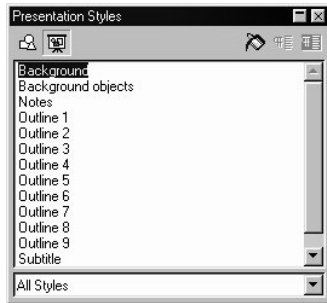 Presentation Styles
Background
Background objects
Notes
Outline 1
Outline 2
Outline 3
Outline 4
Outline 5
Outline 6
Outline 7
Outline 8
Outline 9
Subtitle
All Styles